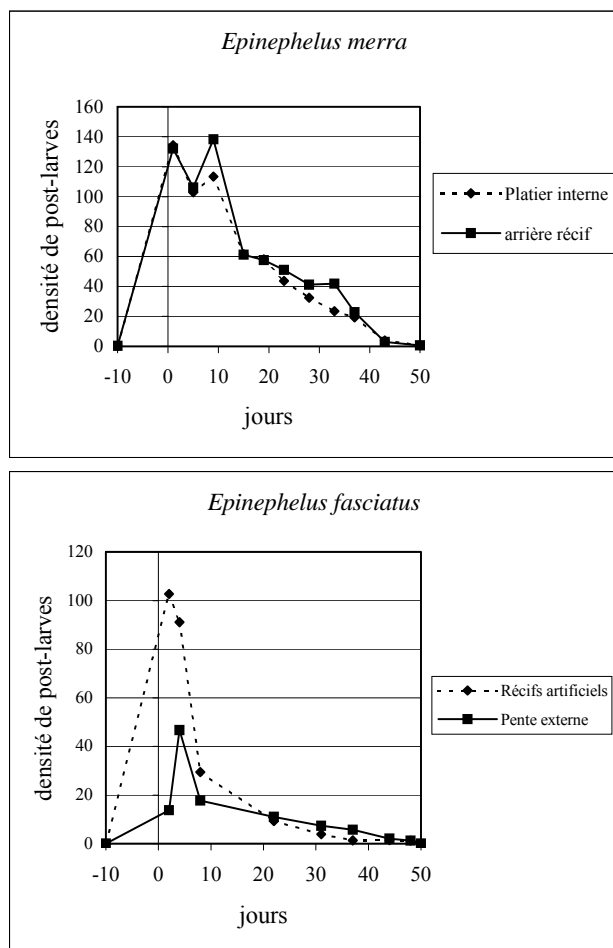 Epinephelus merra
densité de post-larves
160
140
120
100
80
60
40
20
0
-10 0 10 20 30 40 50
jours
Platier interne
arrière récif
Epinephelus fasciatus
densité de post-larves
120
100
80
60
40
20
0
-10 0 10 20 30 40 50
jours
Récifs artificiels
Pente externe